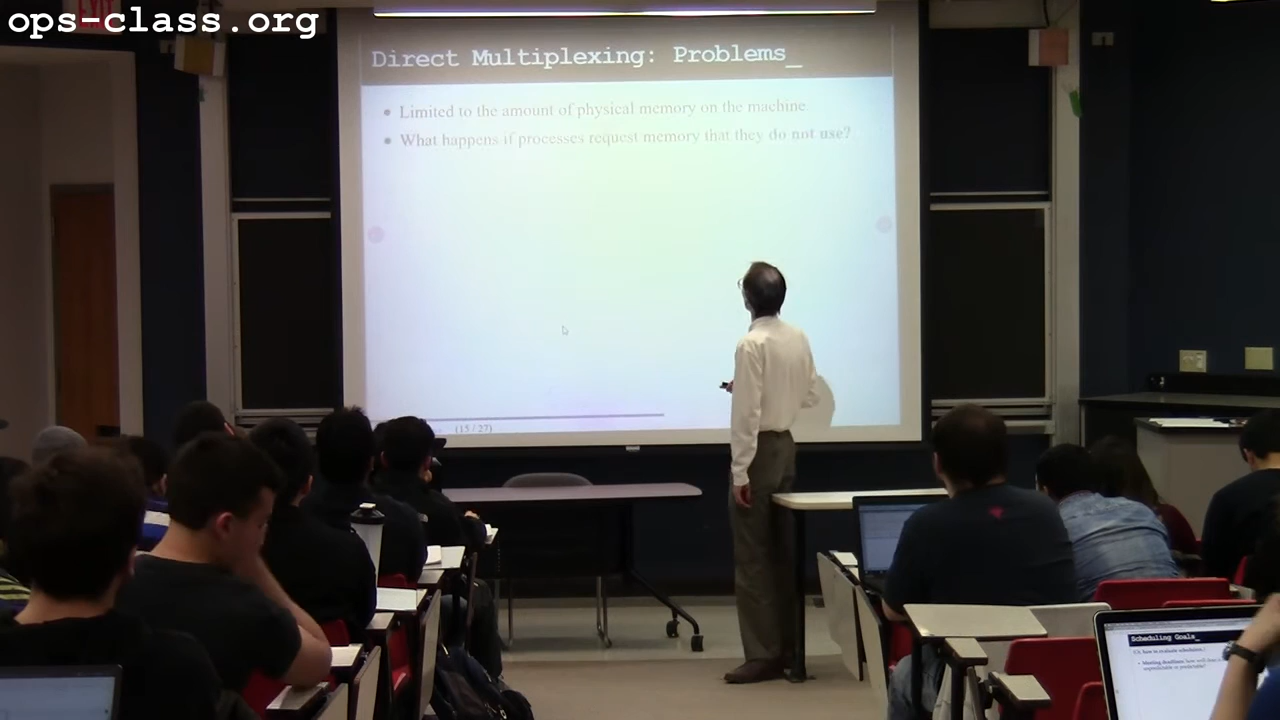 ops-class.org
EXIT
Direct Multiplexing: Problems_
• Limited to the amount of physical memory on the machine.
• What happens if processes request memory that they do not use?
(15 / 27)
Scheduling Goals_